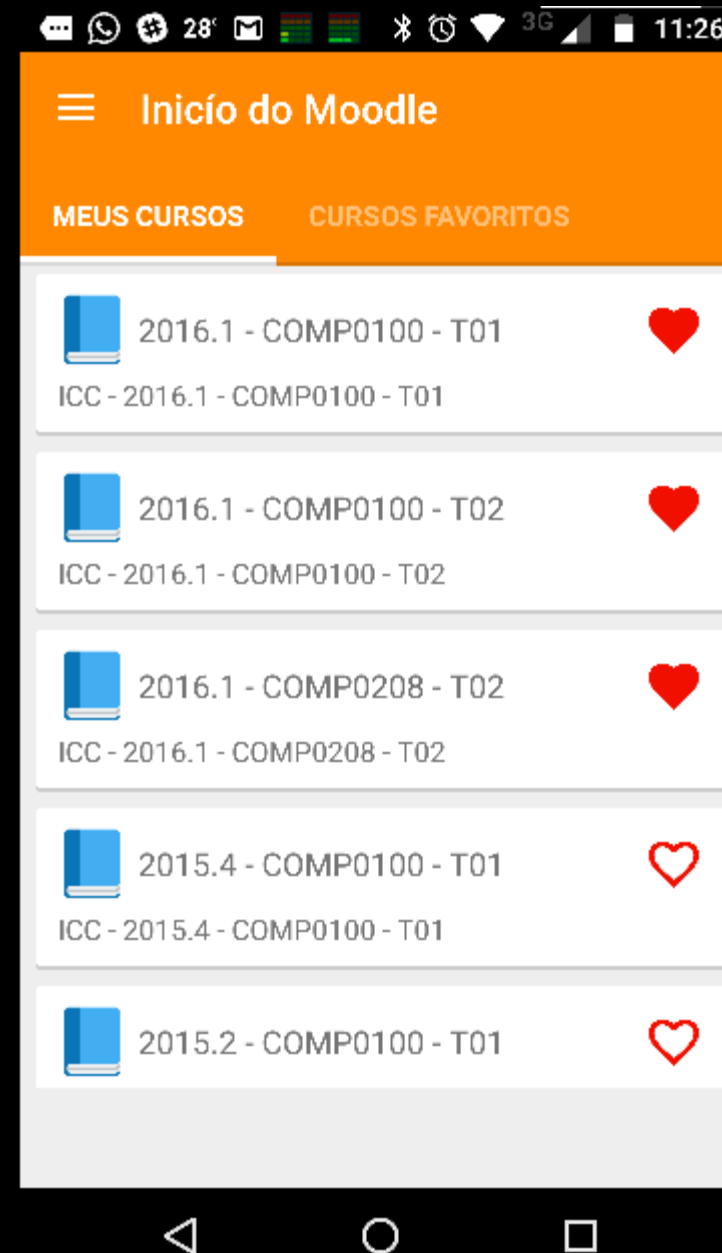 28° 3G 11:26
Inicío do Moodle
MEUS CURSOS CURSOS FAVORITOS
2016.1 - COMP0100 - T01
ICC - 2016.1 - COMP0100 - T01
2016.1 - COMP0100 - T02
ICC - 2016.1 - COMP0100 - T02
2016.1 - COMP0208 - T02
ICC - 2016.1 - COMP0208 - T02
2015.4 - COMP0100 - T01
ICC - 2015.4 - COMP0100 - T01
2015.2 - COMP0100 - T01